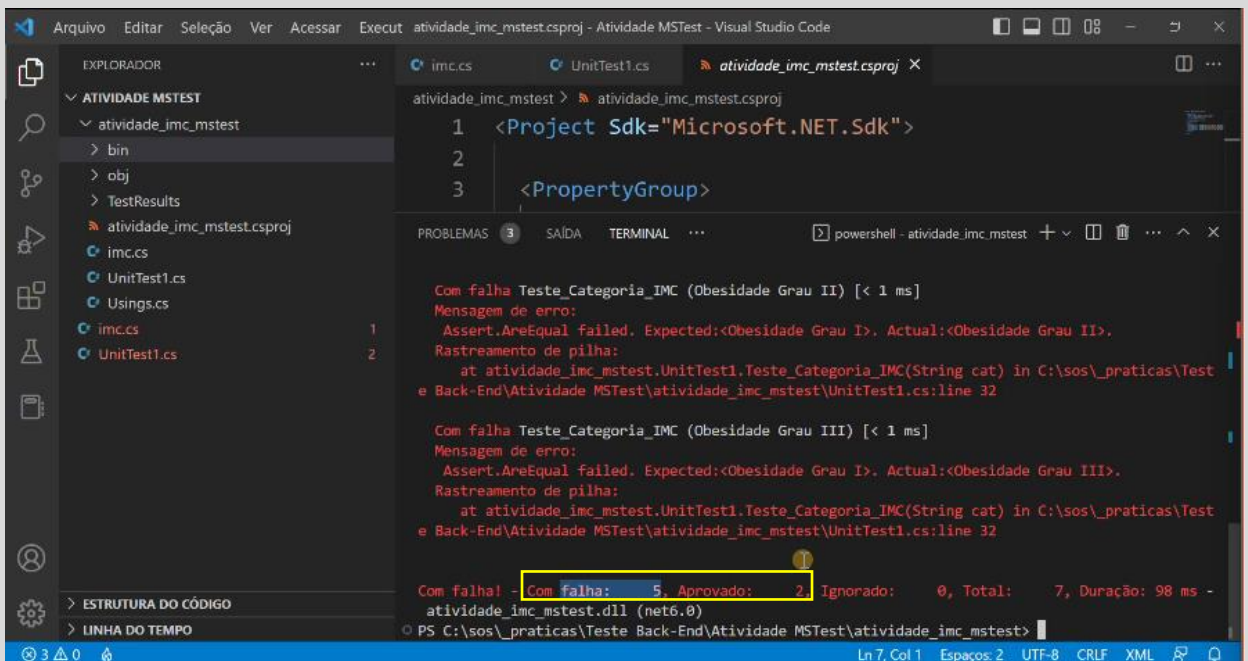 Arquivo Editar Seleção Ver Acessar Execut atividade_imc_mstest.csproj - Atividade MSTest - Visual Studio Code
EXPLORADOR
ATIVIDADE MSTEST
atividade_imc_mstest
bin
obj
TestResults
atividade_imc_mstest.csproj
imc.cs
UnitTest1.cs
Usings.cs
imc.cs 1
UnitTest1.cs 2
ESTRUTURA DO CÓDIGO
LINHA DO TEMPO
imc.cs UnitTest1.cs atividade_imc_mstest.csproj
atividade_imc_mstest > atividade_imc_mstest.csproj
1 <Project Sdk="Microsoft.NET.Sdk">
2
3 <PropertyGroup>
PROBLEMAS 3 SAÍDA TERMINAL ... powershell - atividade_imc_mstest
Com falha Teste_Categoria_IMC (Obesidade Grau II) [< 1 ms]
Mensagem de erro:
Assert.AreEqual failed. Expected:<Obesidade Grau I>. Actual:<Obesidade Grau II>.
Rastreamento de pilha:
at atividade_imc_mstest.UnitTest1.Teste_Categoria_IMC(String cat) in C:\sos\_praticas\Test
e Back-End\Atividade MSTest\atividade_imc_mstest\UnitTest1.cs:line 32
Com falha Teste_Categoria_IMC (Obesidade Grau III) [< 1 ms]
Mensagem de erro:
Assert.AreEqual failed. Expected:<Obesidade Grau I>. Actual:<Obesidade Grau III>.
Rastreamento de pilha:
at atividade_imc_mstest.UnitTest1.Teste_Categoria_IMC(String cat) in C:\sos\_praticas\Test
e Back-End\Atividade MSTest\atividade_imc_mstest\UnitTest1.cs:line 32
Com falha! - Com falha: 5, Aprovado: 2, Ignorado: 0, Total: 7, Duração: 98 ms -
atividade_imc_mstest.dll (net6.0)
PS C:\sos\_praticas\Teste Back-End\Atividade MSTest\atividade_imc_mstest>
3 0 Ln 7, Col 1 Espaços: 2 UTF-8 CRLF XML